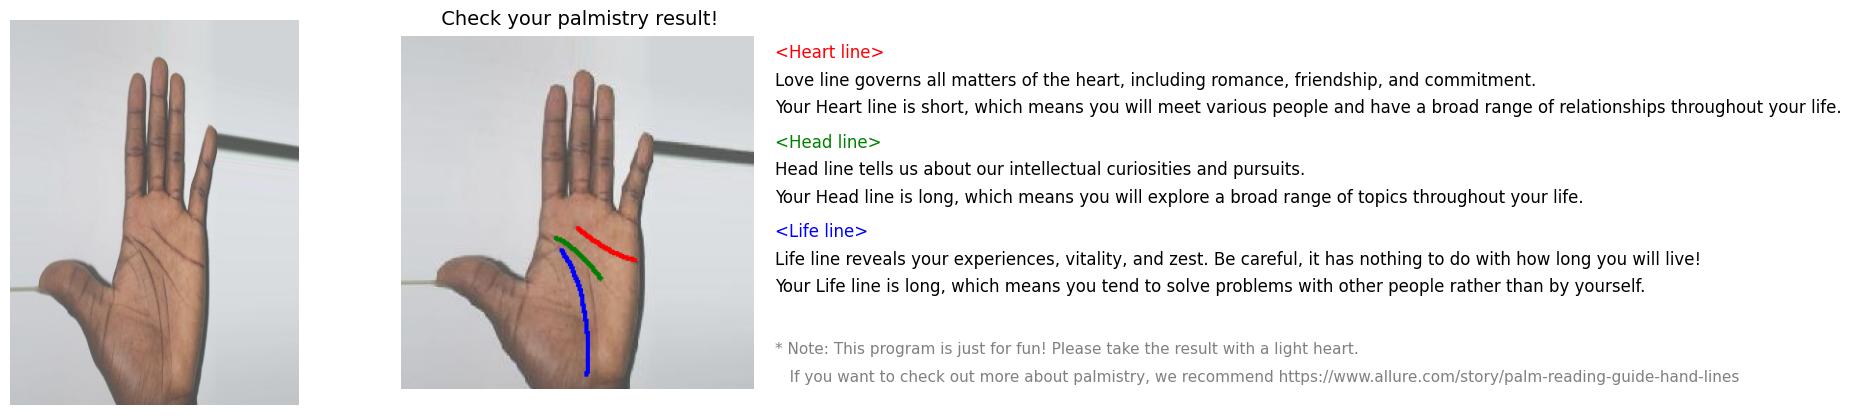 Check your palmistry result!
<Heart line>
Love line governs all matters of the heart, including romance, friendship, and commitment.
Your Heart line is short, which means you will meet various people and have a broad range of relationships throughout your life.
<Head line>
Head line tells us about our intellectual curiosities and pursuits.
Your Head line is long, which means you will explore a broad range of topics throughout your life.
<Life line>
Life line reveals your experiences, vitality, and zest. Be careful, it has nothing to do with how long you will live!
Your Life line is long, which means you tend to solve problems with other people rather than by yourself.
* Note: This program is just for fun! Please take the result with a light heart.
If you want to check out more about palmistry, we recommend https://www.allure.com/story/palm-reading-guide-hand-lines